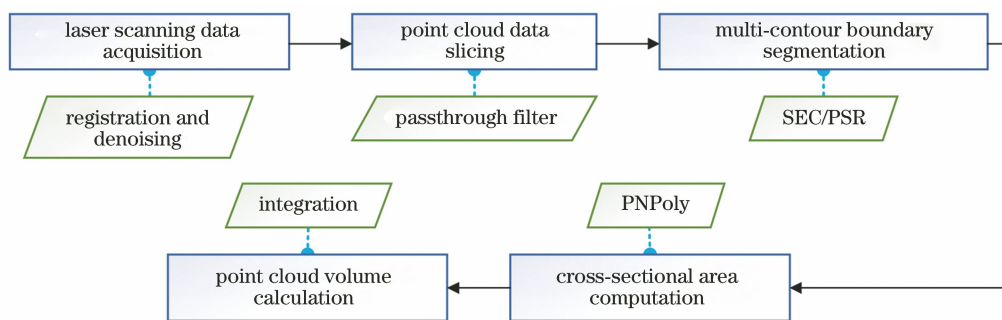 laser scanning data
acquisition
point cloud data
slicing
multi-contour boundary
segmentation
registration and
denoising
passthrough filter
SEC/PSR
integration
PNPoly
point cloud volume
calculation
cross-sectional area
computation